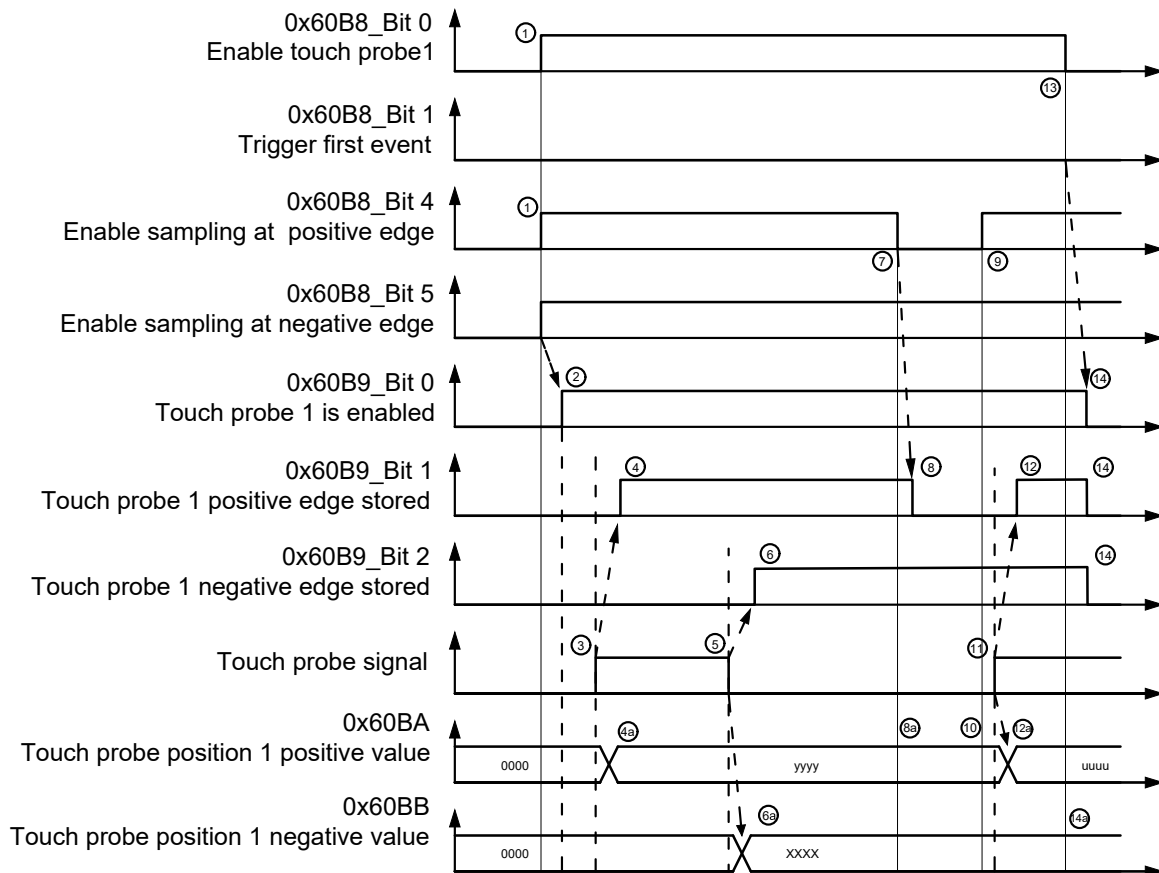 0x60B8_Bit 0
Enable touch probe1
1
13
0x60B8_Bit 1
Trigger first event
0x60B8_Bit 4
Enable sampling at positive edge
1
7
9
0x60B8_Bit 5
Enable sampling at negative edge
0x60B9_Bit 0
Touch probe 1 is enabled
2
14
0x60B9_Bit 1
Touch probe 1 positive edge stored
4
8
12
14
0x60B9_Bit 2
Touch probe 1 negative edge stored
6
14
Touch probe signal
3
5
11
0x60BA
Touch probe position 1 positive value
4a
8a
10
12a
0000
yyyy
uuuu
0x60BB
Touch probe position 1 negative value
6a
14a
0000
XXXX